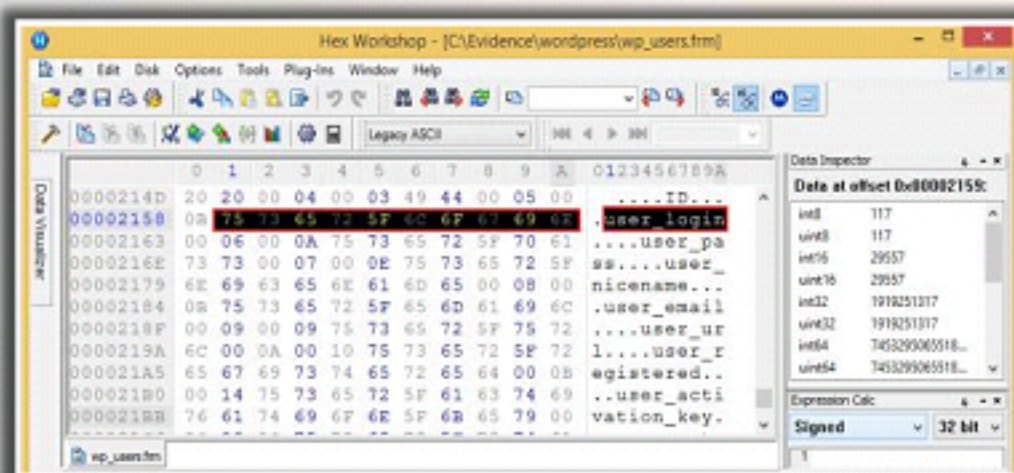 Hex Workshop - [C:\Evidence\wordpress\wp_users.frm]
File Edit Disk Options Tools Plug-Ins Window Help
Legacy ASCII
0 1 2 3 4 5 6 7 8 9 A 0123456789A
0000214D 20 20 00 04 00 03 49 44 00 05 00 ....ID...
00002158 0B 75 73 65 72 5F 6C 6F 67 69 6E .user_login
00002163 00 06 00 0A 75 73 65 72 5F 70 61 ....user_pa
0000216E 73 73 00 07 00 0E 75 73 65 72 5F ss....user_
00002179 6E 69 63 65 6E 61 6D 65 00 08 00 nicename...
00002184 0B 75 73 65 72 5F 65 6D 61 69 6C .user_email
0000218F 00 09 00 09 75 73 65 72 5F 75 72 ....user_ur
0000219A 6C 00 0A 00 10 75 73 65 72 5F 72 l....user_r
000021A5 65 67 69 73 74 65 72 65 64 00 0B egistered..
000021B0 00 14 75 73 65 72 5F 61 63 74 69 ..user_acti
000021BB 76 61 74 69 6F 6E 5F 6B 65 79 00 vation_key.
Data Visualizer
wp_users.frm
Data Inspector
Data at offset 0x00002159:
int8 117
uint8 117
int16 29557
uint16 29557
int32 1919251317
uint32 1919251317
int64 7453295065518...
uint64 7453295065518...
Expression Calc
Signed 32 bit
1